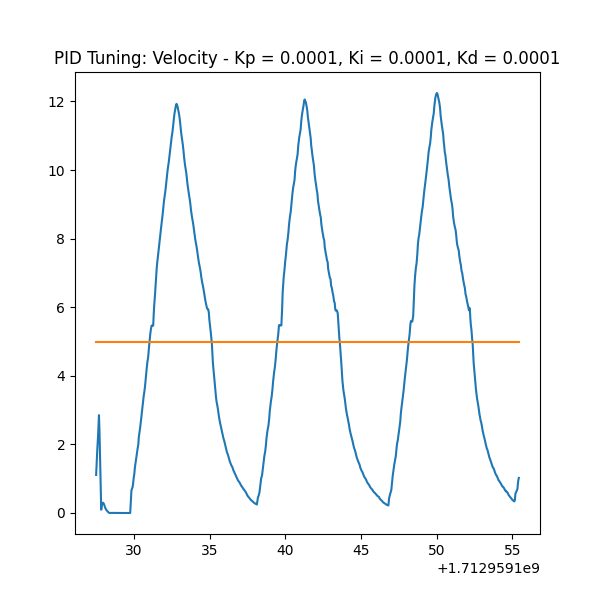 PID Tuning: Velocity - Kp = 0.0001, Ki = 0.0001, Kd = 0.0001
12
10
8
6
4
2
0
30 35 40 45 50 55
+1.7129591e9